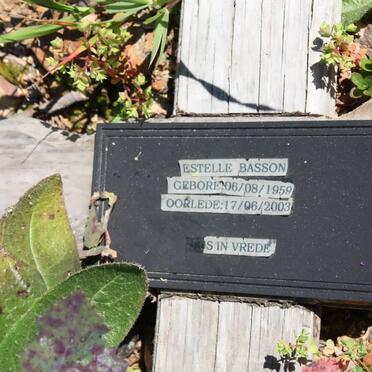 ESTELLE BASSON
GEBORE:06/08/1959
OORLEDE:17/06/2003
IN VREDE